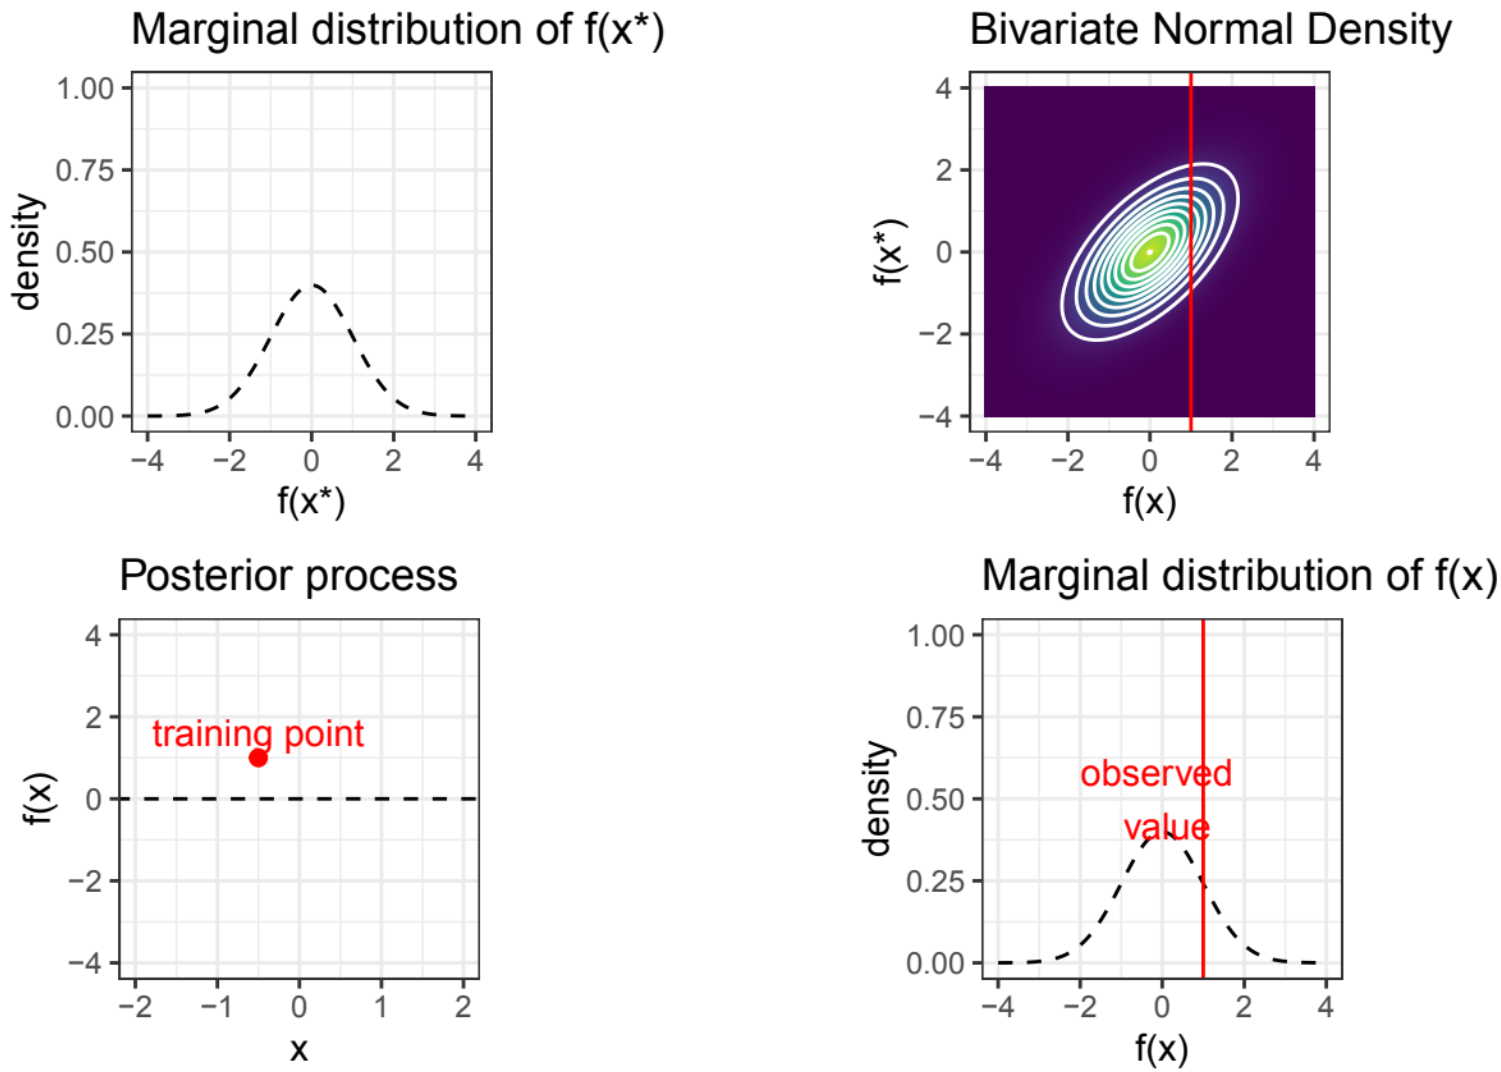 Marginal distribution of f(x*)
1.00
0.75
0.50
0.25
0.00
density
−4 −2 0 2 4
f(x*)
Bivariate Normal Density
4
2
0
−2
−4
f(x*)
−4 −2 0 2 4
f(x)
Posterior process
4
2
0
−2
−4
f(x)
training point
−2 −1 0 1 2
x
Marginal distribution of f(x)
1.00
0.75
0.50
0.25
0.00
density
observed
value
−4 −2 0 2 4
f(x)